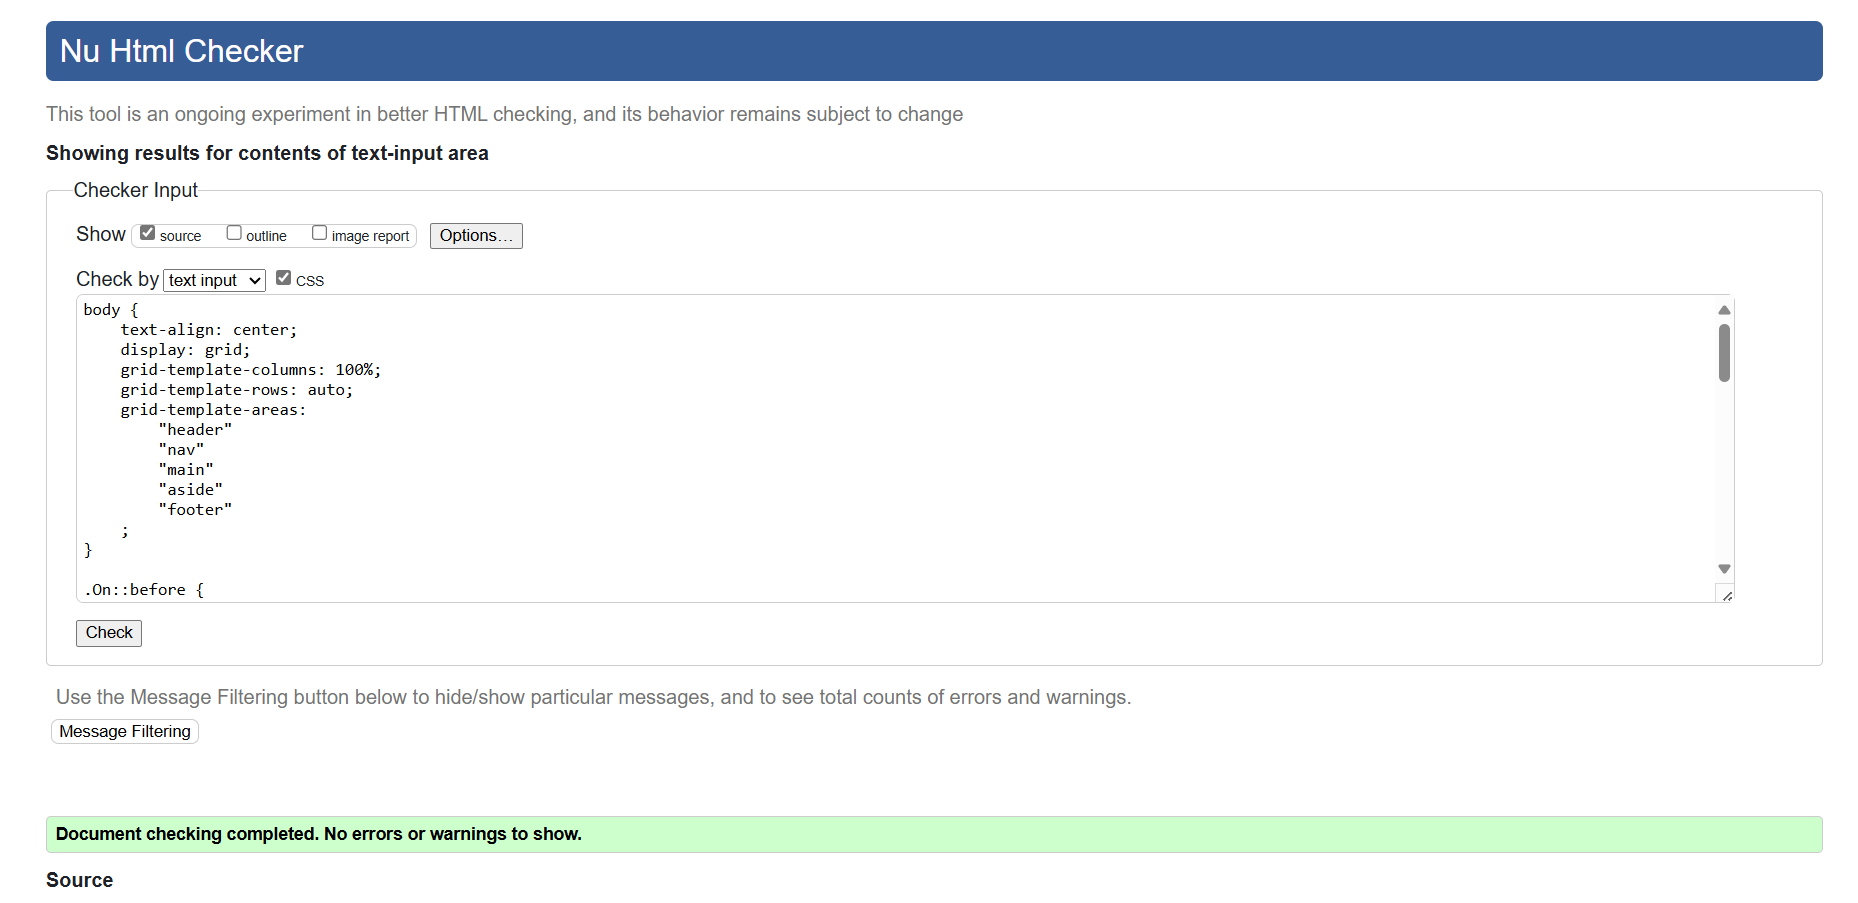 Nu Html Checker
This tool is an ongoing experiment in better HTML checking, and its behavior remains subject to change
Showing results for contents of text-input area
Checker Input
Show source outline image report Options…
Check by text input CSS
body {
    text-align: center;
    display: grid;
    grid-template-columns: 100%;
    grid-template-rows: auto;
    grid-template-areas:
        "header"
        "nav"
        "main"
        "aside"
        "footer"
    ;
}
.On::before {
Check
Use the Message Filtering button below to hide/show particular messages, and to see total counts of errors and warnings.
Message Filtering
Document checking completed. No errors or warnings to show.
Source